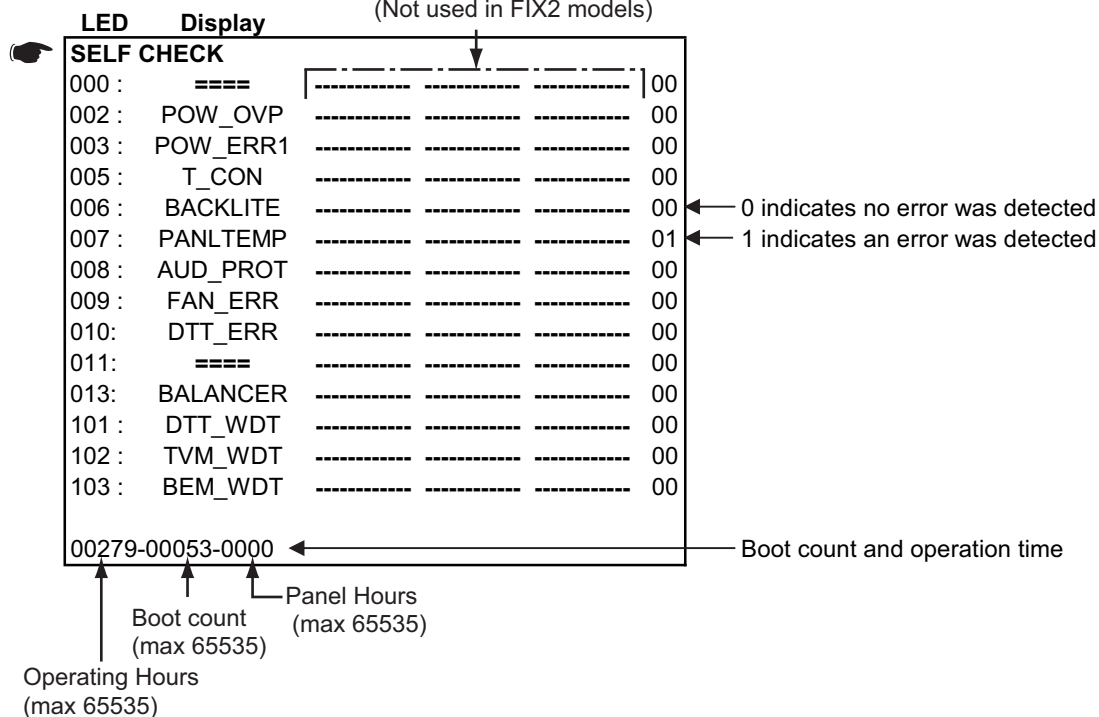 (Not used in FIX2 models)
LED Display
SELF CHECK
000 : ==== ------------ ------------ ------------ 00
002 : POW_OVP ------------ ------------ ------------ 00
003 : POW_ERR1 ------------ ------------ ------------ 00
005 : T_CON ------------ ------------ ------------ 00
006 : BACKLITE ------------ ------------ ------------ 00 0 indicates no error was detected
007 : PANLTEMP ------------ ------------ ------------ 01 1 indicates an error was detected
008 : AUD_PROT ------------ ------------ ------------ 00
009 : FAN_ERR ------------ ------------ ------------ 00
010: DTT_ERR ------------ ------------ ------------ 00
011: ==== ------------ ------------ ------------ 00
013: BALANCER ------------ ------------ ------------ 00
101 : DTT_WDT ------------ ------------ ------------ 00
102 : TVM_WDT ------------ ------------ ------------ 00
103 : BEM_WDT ------------ ------------ ------------ 00
00279-00053-0000 Boot count and operation time
Panel Hours
(max 65535)
Boot count
(max 65535)
Operating Hours
(max 65535)